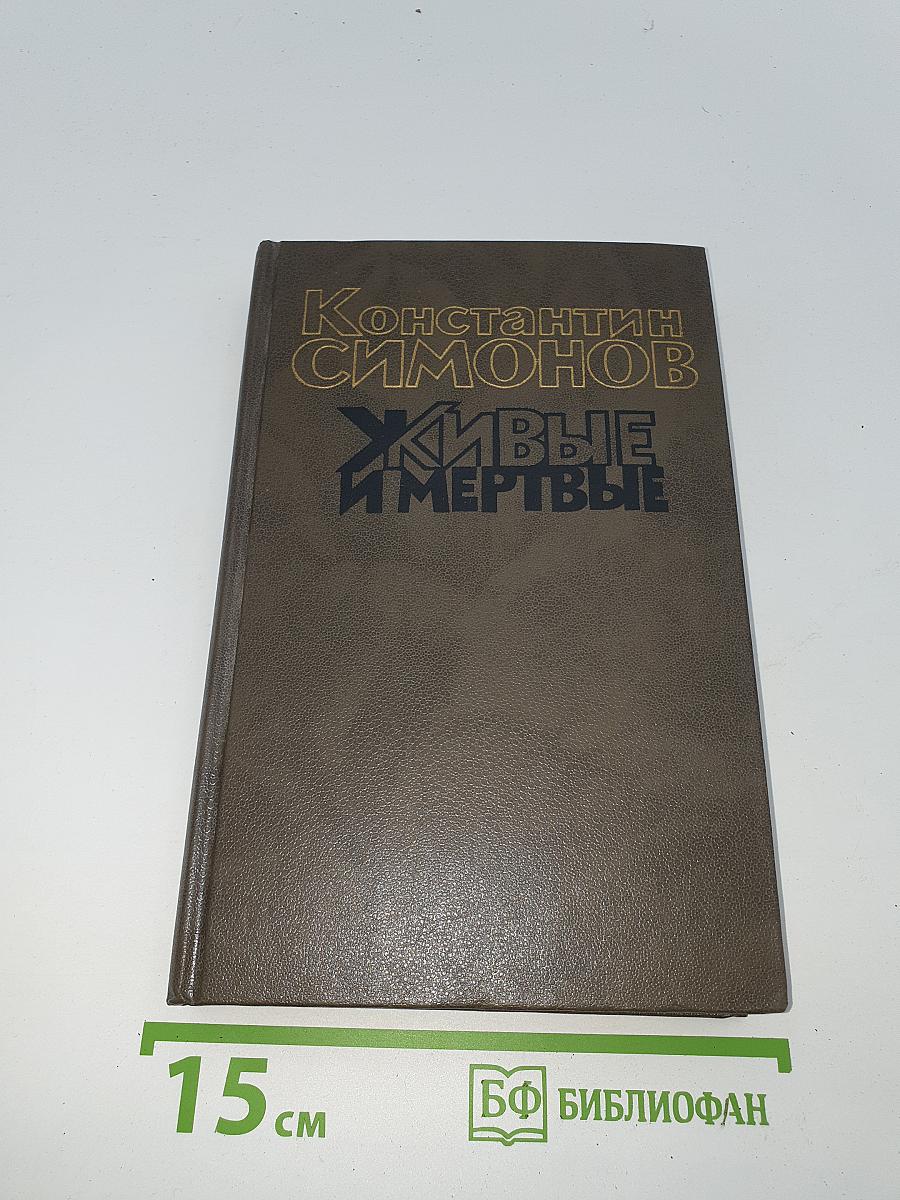 Константин
СИМОНОВ
ЖИВЫЕ
И МЕРТВЫЕ
15 см
БФ БИБЛИОФАН